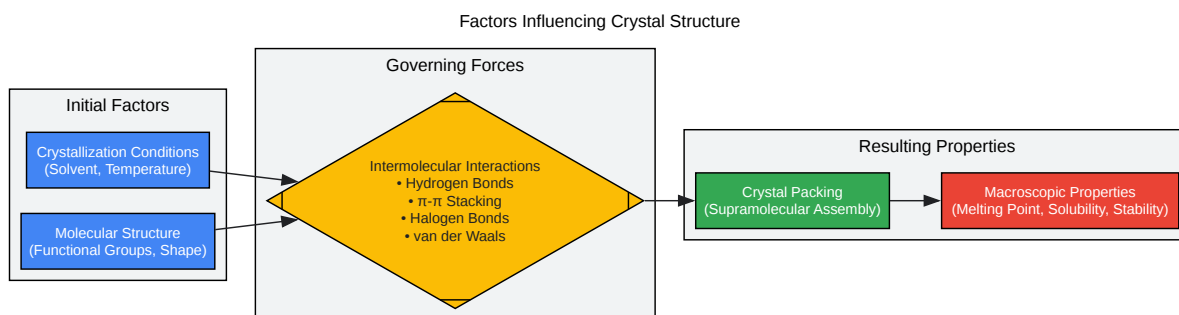 Factors Influencing Crystal Structure
Governing Forces
Initial Factors
Crystallization Conditions
(Solvent, Temperature)
Molecular Structure
(Functional Groups, Shape)
Intermolecular Interactions
• Hydrogen Bonds
• π-π Stacking
• Halogen Bonds
• van der Waals
Resulting Properties
Crystal Packing
(Supramolecular Assembly)
Macroscopic Properties
(Melting Point, Solubility, Stability)